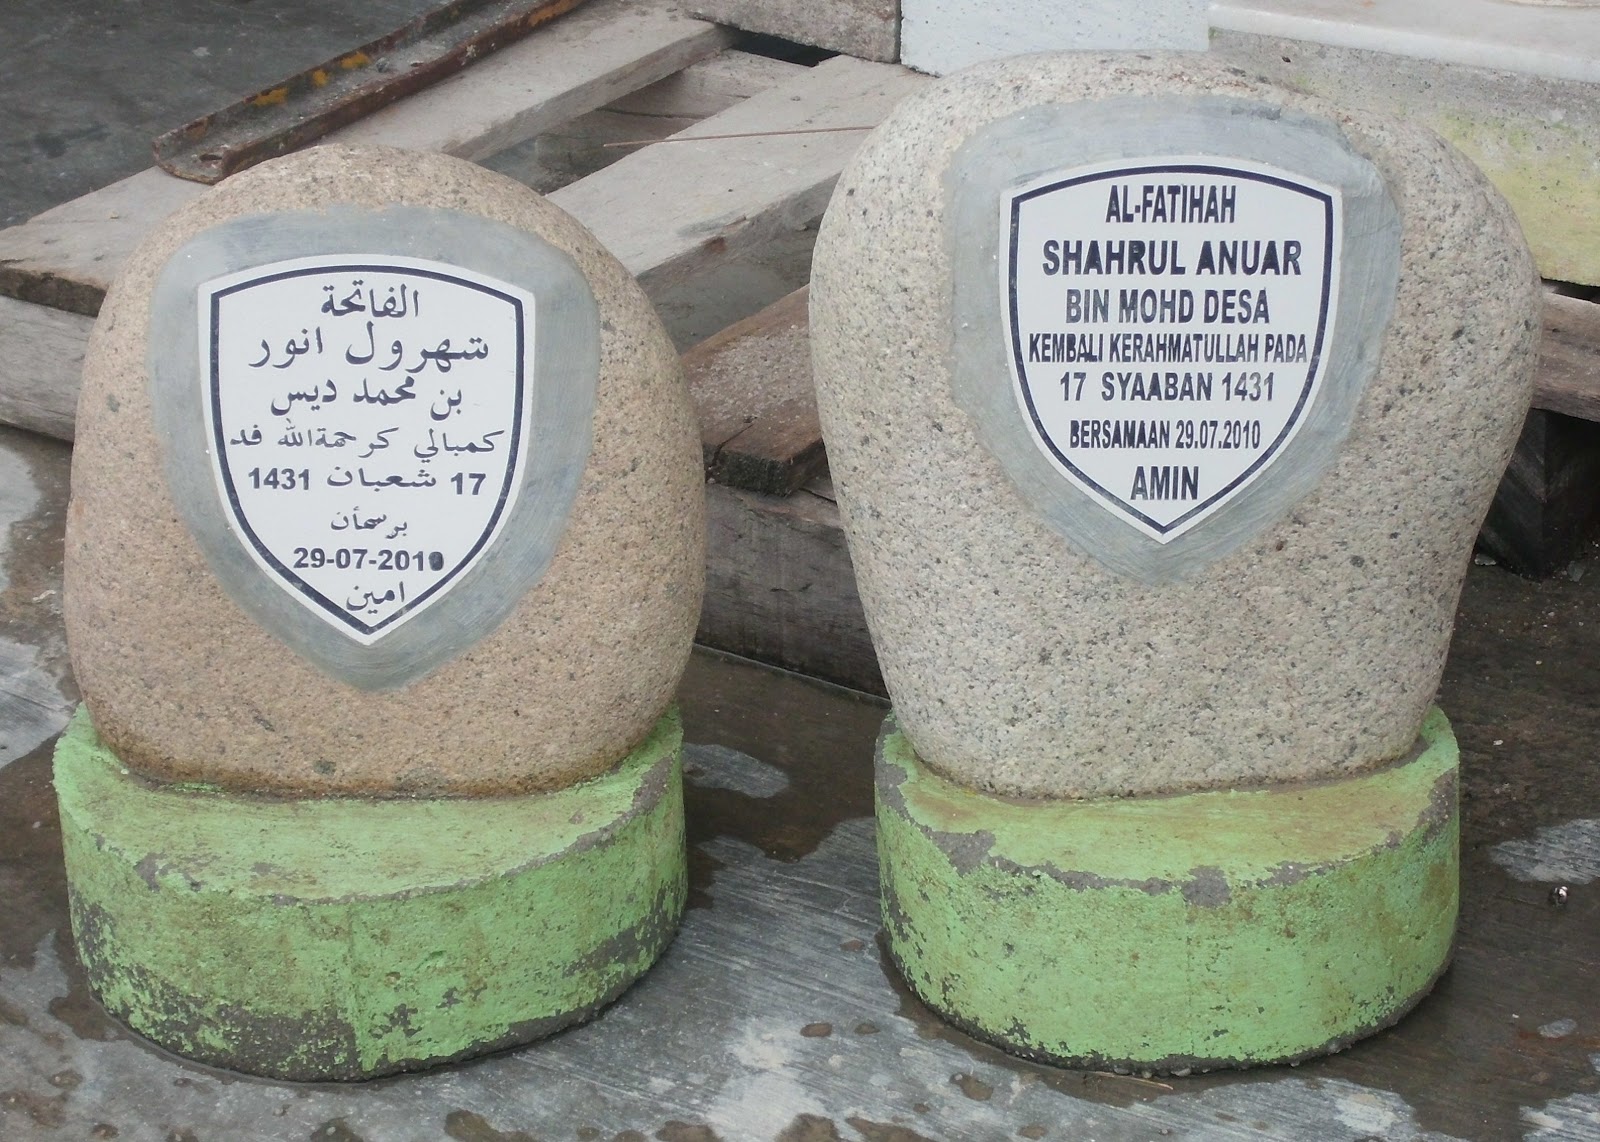 الفاتحة
شهرول انور
بن محمد ديس
كمبالي كرحمةالله فد
17 شعبان 1431
برسمأن
29-07-2010
امين
AL-FATIHAH
SHAHRUL ANUAR
BIN MOHD DESA
KEMBALI KERAHMATULLAH PADA
17 SYAABAN 1431
BERSAMAAN 29.07.2010
AMIN